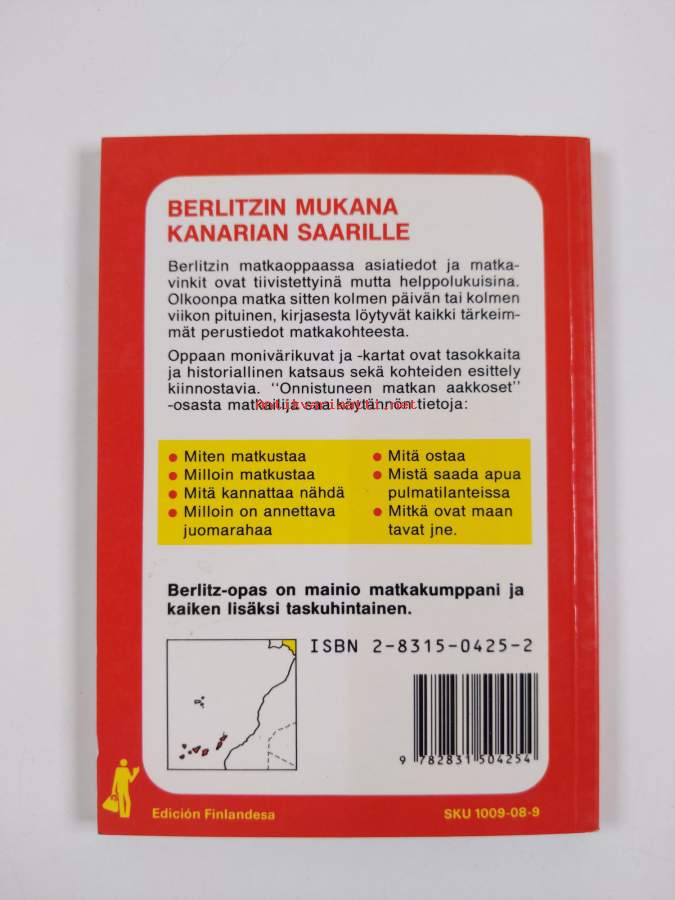 BERLITZIN MUKANA
KANARIAN SAARILLE
Berlitzin matkaoppaassa asiatiedot ja matka-
vinkit ovat tiivistettyinä mutta helppolukuisina.
Olkoonpa matka sitten kolmen päivän tai kolmen
viikon pituinen, kirjasesta löytyvät kaikki tärkeim-
mät perustiedot matkakohteesta.
Oppaan monivärikuvat ja -kartat ovat tasokkaita
ja historiallinen katsaus sekä kohteiden esittely
kiinnostavia. "Onnistuneen matkan aakkoset"
-osasta matkailija saa käytännön tietoja:
• Miten matkustaa
• Milloin matkustaa
• Mitä kannattaa nähdä
• Milloin on annettava
juomarahaa
• Mitä ostaa
• Mistä saada apua
pulmatilanteissa
• Mitkä ovat maan
tavat jne.
Berlitz-opas on mainio matkakumppani ja
kaiken lisäksi taskuhintainen.
ISBN 2-8315-0425-2
9 782831 504254
Edición Finlandesa
SKU 1009-08-9